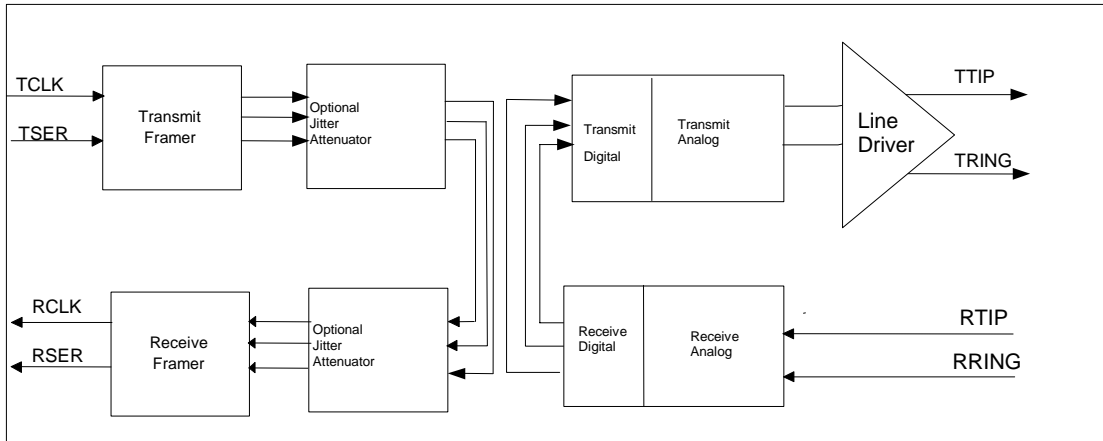 TCLK
TSER
Transmit
Framer
Optional
Jitter
Attenuator
Transmit
Digital
Transmit
Analog
Line
Driver
TTIP
TRING
RCLK
RSER
Receive
Framer
Optional
Jitter
Attenuator
Receive
Digital
Receive
Analog
RTIP
RRING